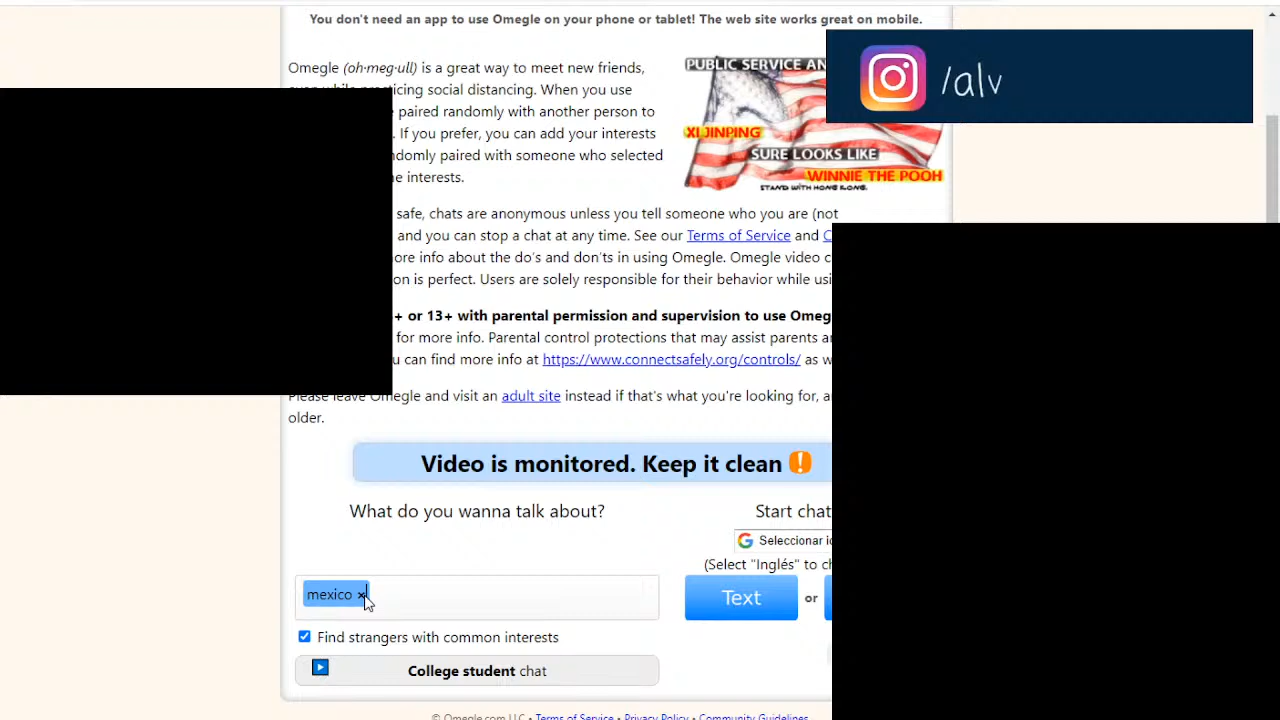 You don't need an app to use Omegle on your phone or tablet! The web site works great on mobile.
/alv
Omegle (oh·meg·ull) is a great way to meet new friends,
even while practicing social distancing. When you use
paired randomly with another person to
. If you prefer, you can add your interests
domly paired with someone who selected
e interests.
PUBLIC SERVICE AN
XI JINPING
SURE LOOKS LIKE
WINNIE THE POOH
STAND WITH HONG KONG.
safe, chats are anonymous unless you tell someone who you are (not
and you can stop a chat at any time. See our Terms of Service and C
ore info about the do's and don'ts in using Omegle. Omegle video c
on is perfect. Users are solely responsible for their behavior while usi
+ or 13+ with parental permission and supervision to use Omeg
for more info. Parental control protections that may assist parents a
u can find more info at https://www.connectsafely.org/controls/ as w
Please leave Omegle and visit an adult site instead if that's what you're looking for, a
older.
Video is monitored. Keep it clean
What do you wanna talk about?
Start chat
G Seleccionar i
(Select "Inglés" to ch
mexico ×
Text or
Find strangers with common interests
College student chat
© Omegle.com LLC • Terms of Service • Privacy Policy • Community Guidelines